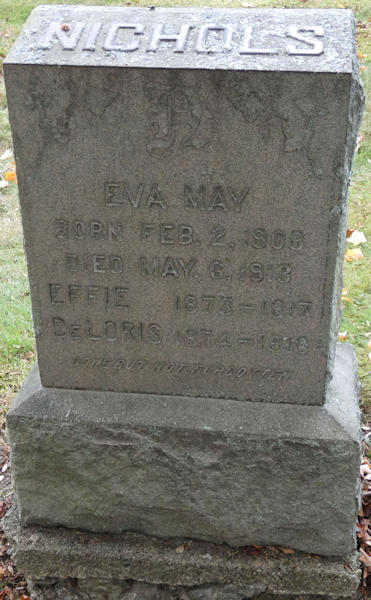 NICHOLS
N
EVA MAY
BORN FEB. 2, 1909
DIED MAY. 6, 1913
EFFIE 1873-1917
DELORIS 1874-1918
GONE BUT NOT FORGOTTEN